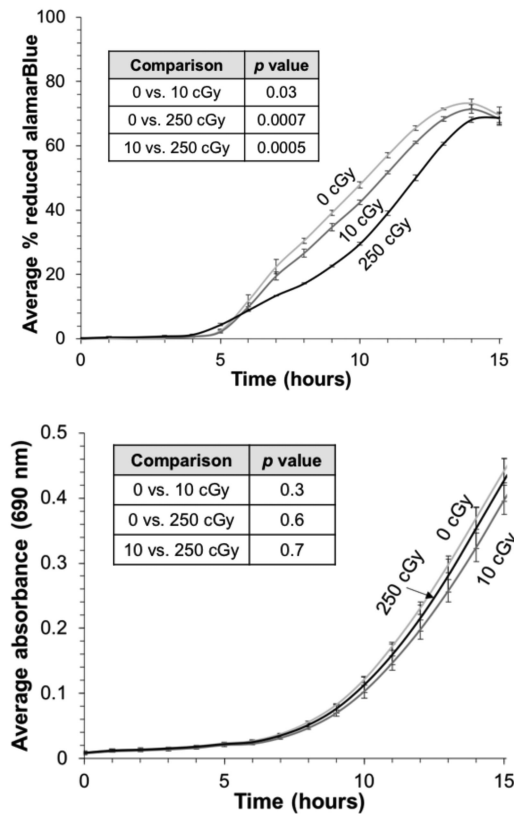 100
80
60
40
20
0
Average % reduced alamarBlue
Comparison p value
0 vs. 10 cGy 0.03
0 vs. 250 cGy 0.0007
10 vs. 250 cGy 0.0005
0 cGy
10 cGy
250 cGy
0 5 10 15
Time (hours)
0.5
0.4
0.3
0.2
0.1
0
Average absorbance (690 nm)
Comparison p value
0 vs. 10 cGy 0.3
0 vs. 250 cGy 0.6
10 vs. 250 cGy 0.7
0 cGy
250 cGy
10 cGy
0 5 10 15
Time (hours)